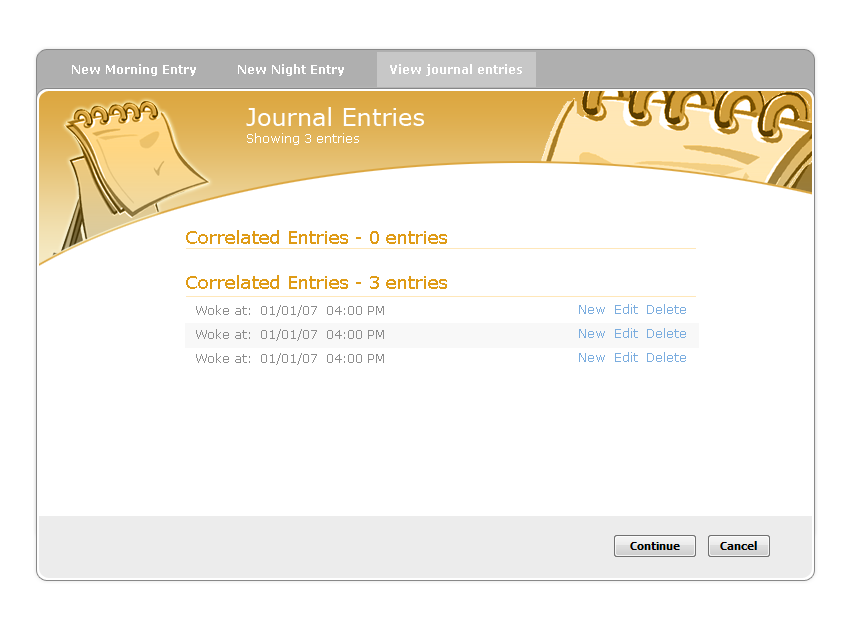 New Morning Entry New Night Entry View journal entries
Journal Entries
Showing 3 entries
Correlated Entries - 0 entries
Correlated Entries - 3 entries
Woke at: 01/01/07 04:00 PM New Edit Delete
Woke at: 01/01/07 04:00 PM New Edit Delete
Woke at: 01/01/07 04:00 PM New Edit Delete
Continue Cancel